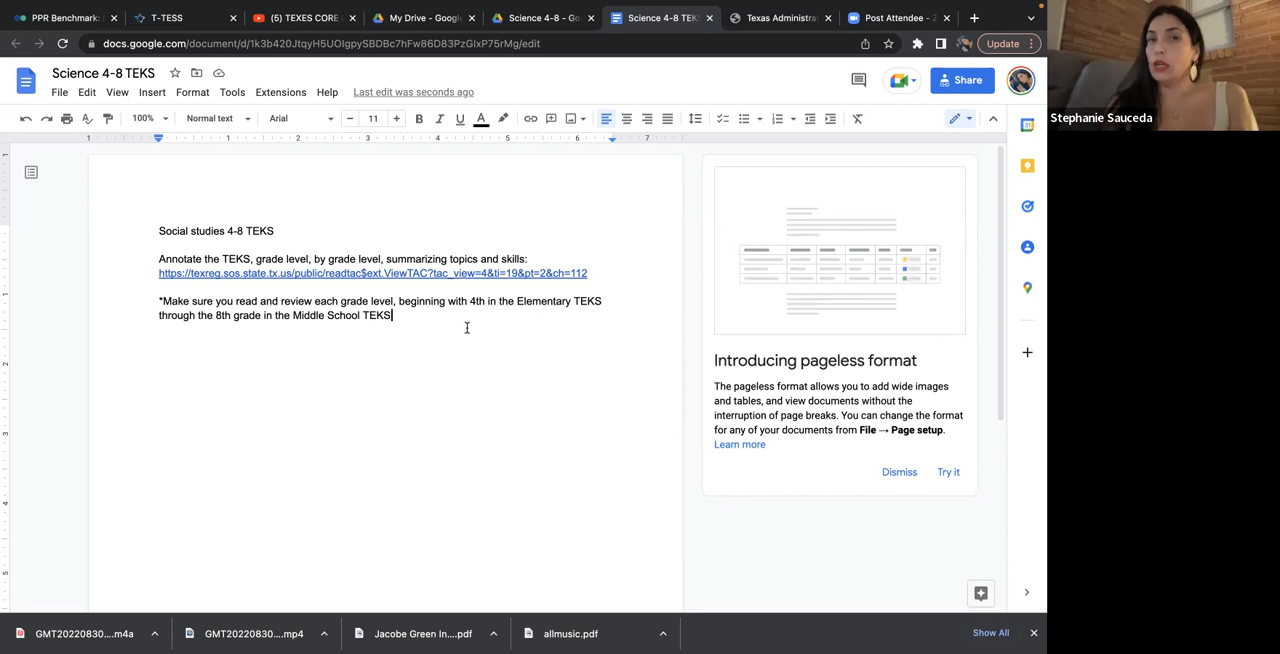 PPR Benchmark:
T-TESS
(5) TEXES CORE
My Drive - Google
Science 4-8 - Go
Science 4-8 TEK
Texas Administra
Post Attendee - Z
docs.google.com/document/d/1k3b420JtqyH5UOlgpySBDBc7hFw86D83PzGlxP75rMg/edit
Update
Science 4-8 TEKS
File Edit View Insert Format Tools Extensions Help Last edit was seconds ago
Share
100% Normal text Arial 11
B I U A
1 1 2 3 4 5 6 7
Social studies 4-8 TEKS
Annotate the TEKS, grade level, by grade level, summarizing topics and skills:
https://texreg.sos.state.tx.us/public/readtac$ext.ViewTAC?tac_view=4&ti=19&pt=2&ch=112
*Make sure you read and review each grade level, beginning with 4th in the Elementary TEKS
through the 8th grade in the Middle School TEKS
Introducing pageless format
The pageless format allows you to add wide images
and tables, and view documents without the
interruption of page breaks. You can change the format
for any of your documents from File → Page setup.
Learn more
Dismiss Try it
Stephanie Sauceda
GMT20220830....m4a
GMT20220830....mp4
Jacobe Green In....pdf
allmusic.pdf
Show All